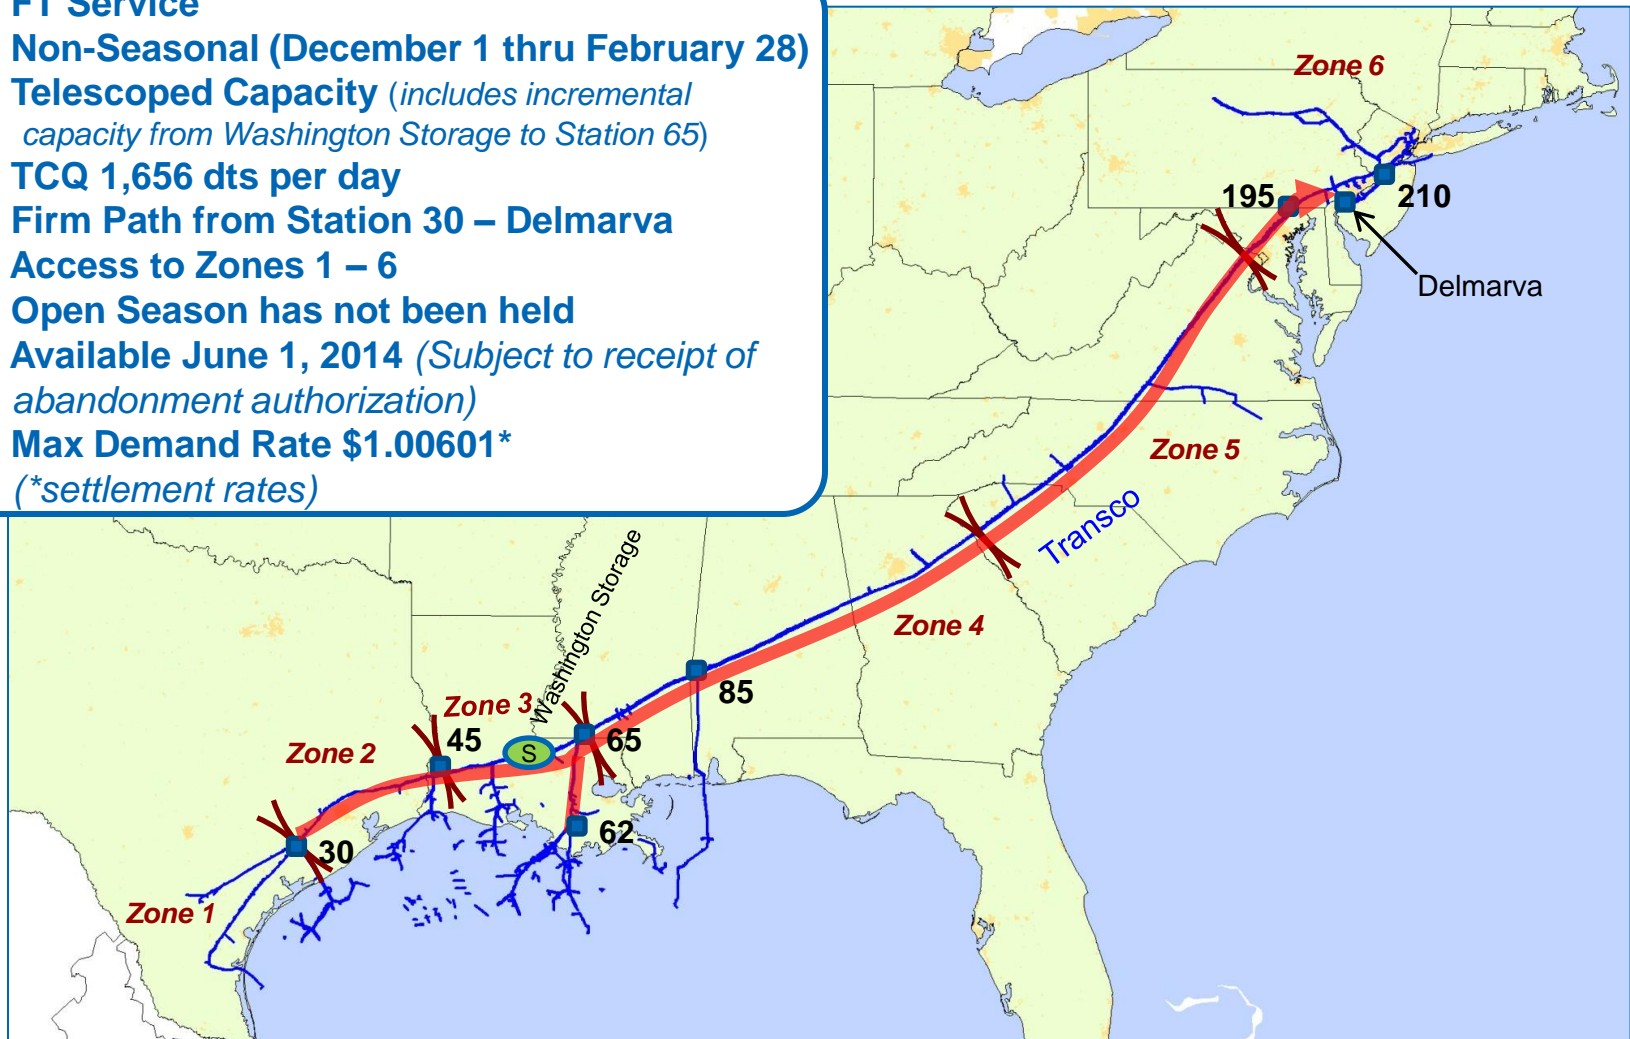 FT Service
Non-Seasonal (December 1 thru February 28)
Telescoped Capacity (includes incremental
capacity from Washington Storage to Station 65)
TCQ 1,656 dts per day
Firm Path from Station 30 – Delmarva
Access to Zones 1 – 6
Open Season has not been held
Available June 1, 2014 (Subject to receipt of
abandonment authorization)
Max Demand Rate $1.00601*
(*settlement rates)
Zone 6
195
210
Delmarva
Zone 5
Transco
Washington Storage
Zone 4
85
Zone 3
45
65
S
Zone 2
62
30
Zone 1